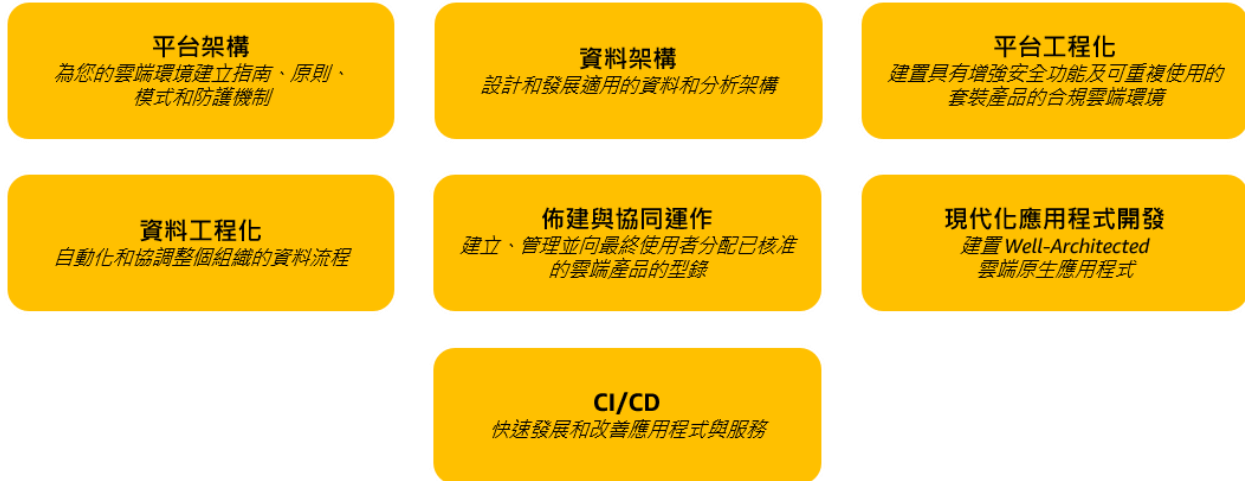 平台架構
為您的雲端環境建立指南、原則、
模式和防護機制
資料架構
設計和發展適用的資料和分析架構
平台工程化
建置具有增強安全功能及可重複使用的
套裝產品的合規雲端環境
資料工程化
自動化和協調整個組織的資料流程
佈建與協同運作
建立、管理並向最終使用者分配已核准
的雲端產品的型錄
現代化應用程式開發
建置 Well-Architected
雲端原生應用程式
CI/CD
快速發展和改善應用程式與服務